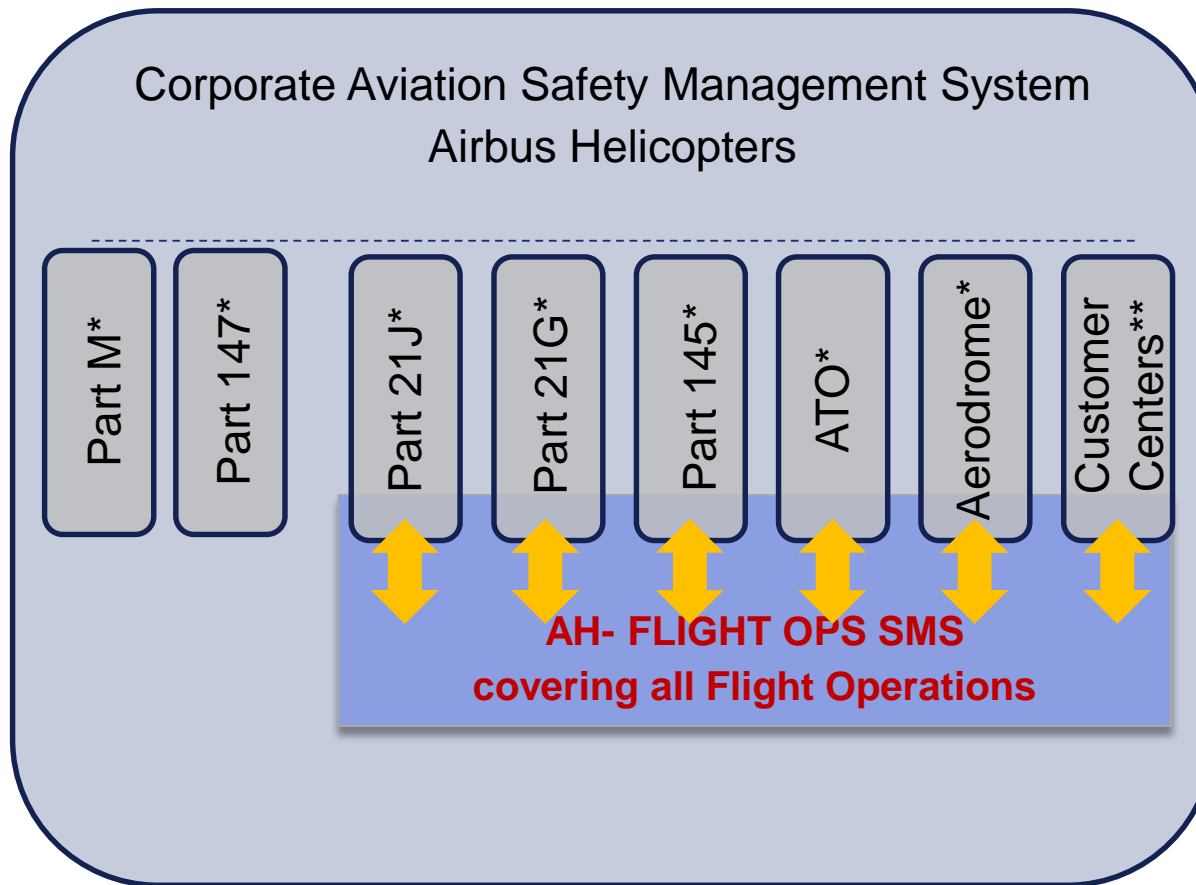 Corporate Aviation Safety Management System
Airbus Helicopters
Part M*
Part 147*
Part 21J*
Part 21G*
Part 145*
ATO*
Aerodrome*
Customer
Centers**
AH- FLIGHT OPS SMS
covering all Flight Operations